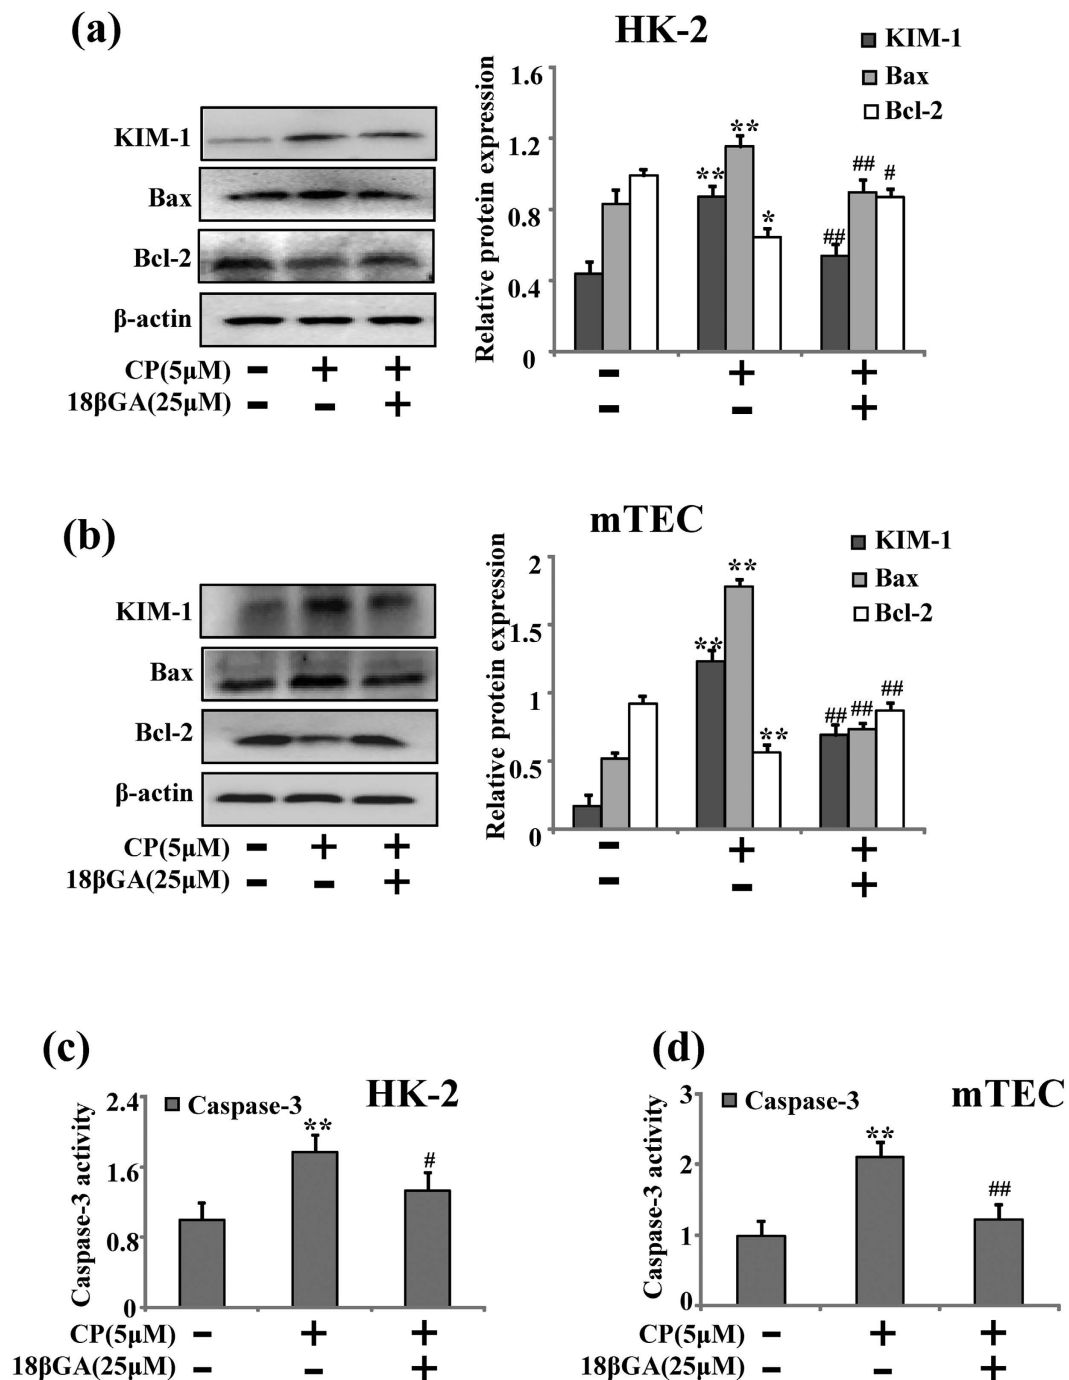 (a)
HK-2
KIM-1
Bax
Bcl-2
β-actin
CP(5μM) − + +
18βGA(25μM) − − +
Relative protein expression
1.6
1.2
0.8
0.4
0
** ** *
## ## #
KIM-1
Bax
Bcl-2
− + +
− − +
(b)
mTEC
KIM-1
Bax
Bcl-2
β-actin
CP(5μM) − + +
18βGA(25μM) − − +
Relative protein expression
2
1.5
1
0.5
0
** ** **
## ## ##
KIM-1
Bax
Bcl-2
− + +
− − +
(c)
HK-2
Caspase-3
Caspase-3 activity
2.4
1.6
0.8
0
**
#
CP(5μM) − + +
18βGA(25μM) − − +
(d)
mTEC
Caspase-3
Caspase-3 activity
3
2
1
0
**
##
CP(5μM) − + +
18βGA(25μM) − − +